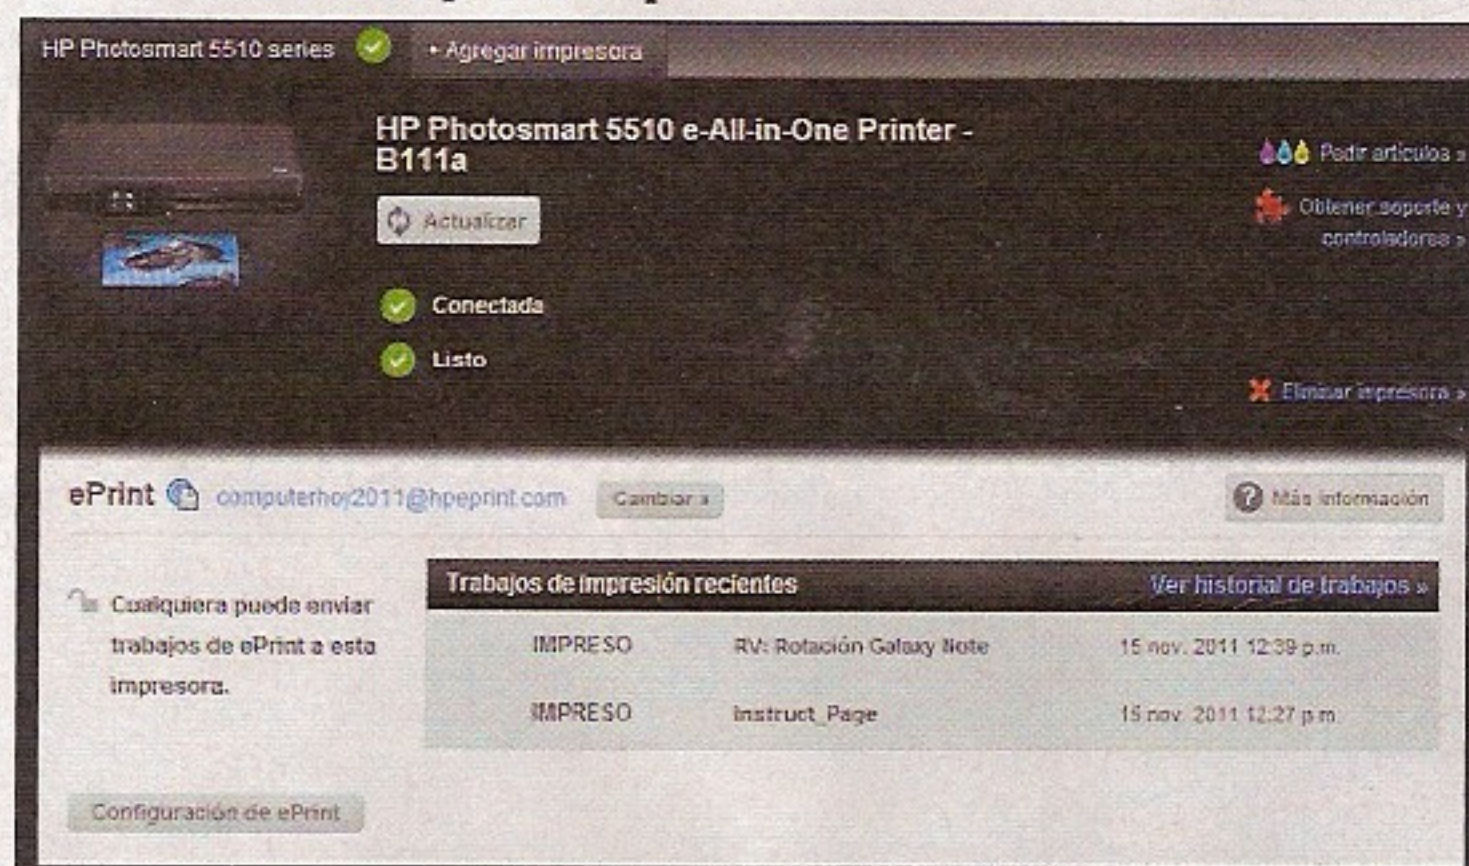 HP Photosmart 5510 series
• Agregar impresora
HP Photosmart 5510 e-All-in-One Printer -
B111a
Actualizar
Conectada
Listo
Pedir artículos »
Obtener soporte y
controladores »
Eliminar impresora »
ePrint computerhoy2011@hpeprint.com Cambiar »
Más información
Cualquiera puede enviar
trabajos de ePrint a esta
impresora.
Configuración de ePrint
Trabajos de impresión recientes Ver historial de trabajos »
IMPRESO RV: Rotación Galaxy Note 15 nov. 2011 12:39 p.m.
IMPRESO Instruct_Page 15 nov. 2011 12:27 p.m.